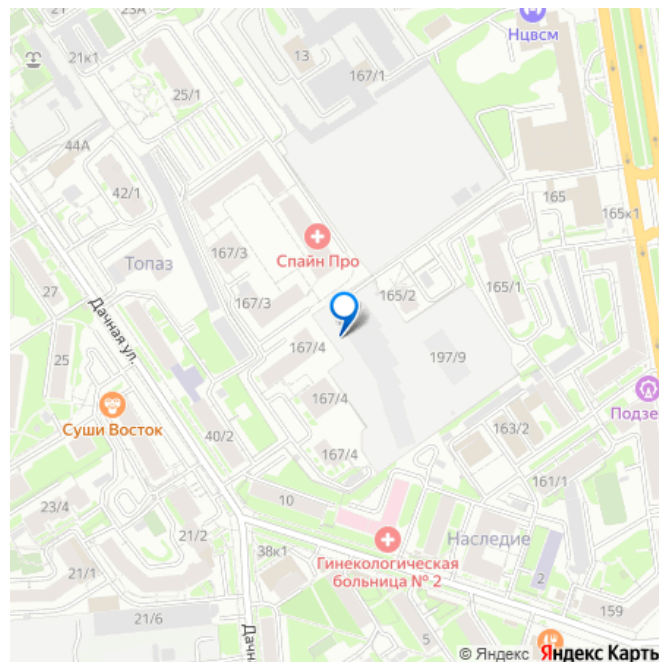 21к1
13
Нцвсм
167/1
25/1
44А
42/1
165
165к1
Спайн Про
167/3
Топаз
167/3
165/2
165/1
27
Дачная ул.
167/4
197/9
25
167/4
Подзе
Суши Восток
40/2
163/2
167/4
161/1
23/4
10
21/2
Наследие
38к1
Гинекологическая
больница № 2
21/1
2
21/6
Дачн
5
159
© Яндекс Яндекс Карты